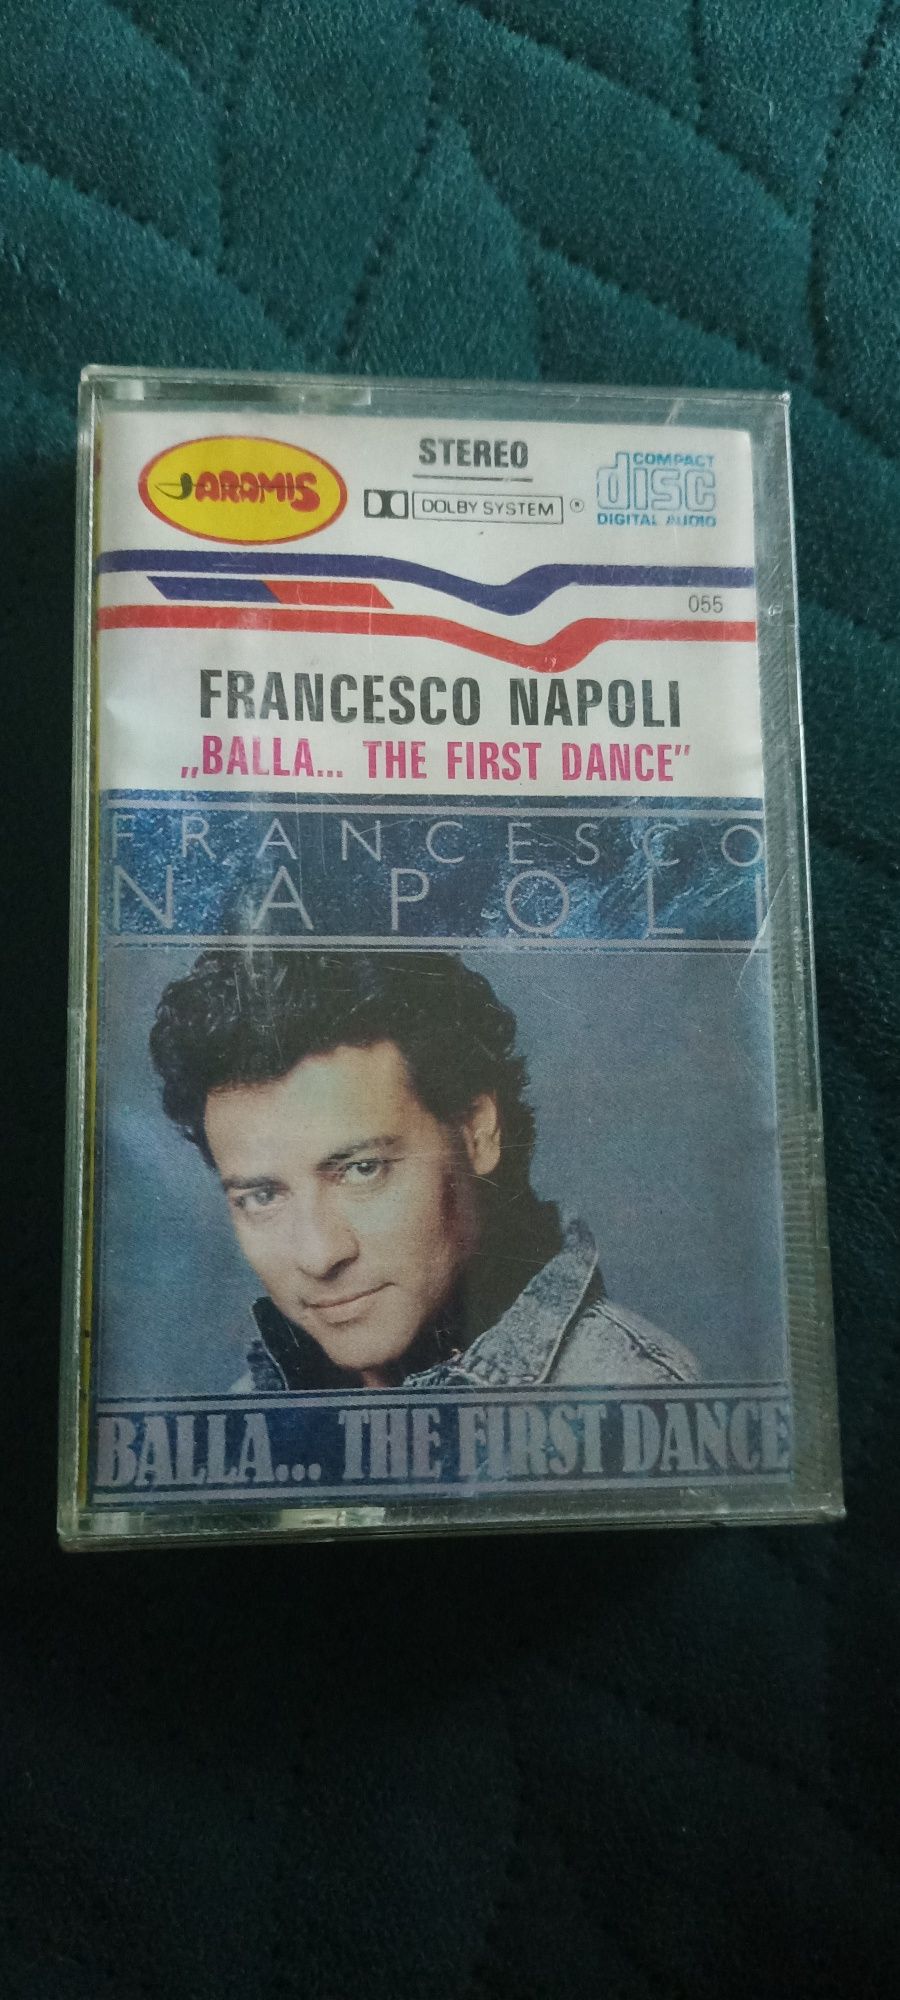 ARAMIS
STEREO
DOLBY SYSTEM ®
COMPACT
disc
DIGITAL AUDIO
055
FRANCESCO NAPOLI
„BALLA... THE FIRST DANCE”
FRANCESCO
NAPOLI
BALLA... THE FIRST DANCE